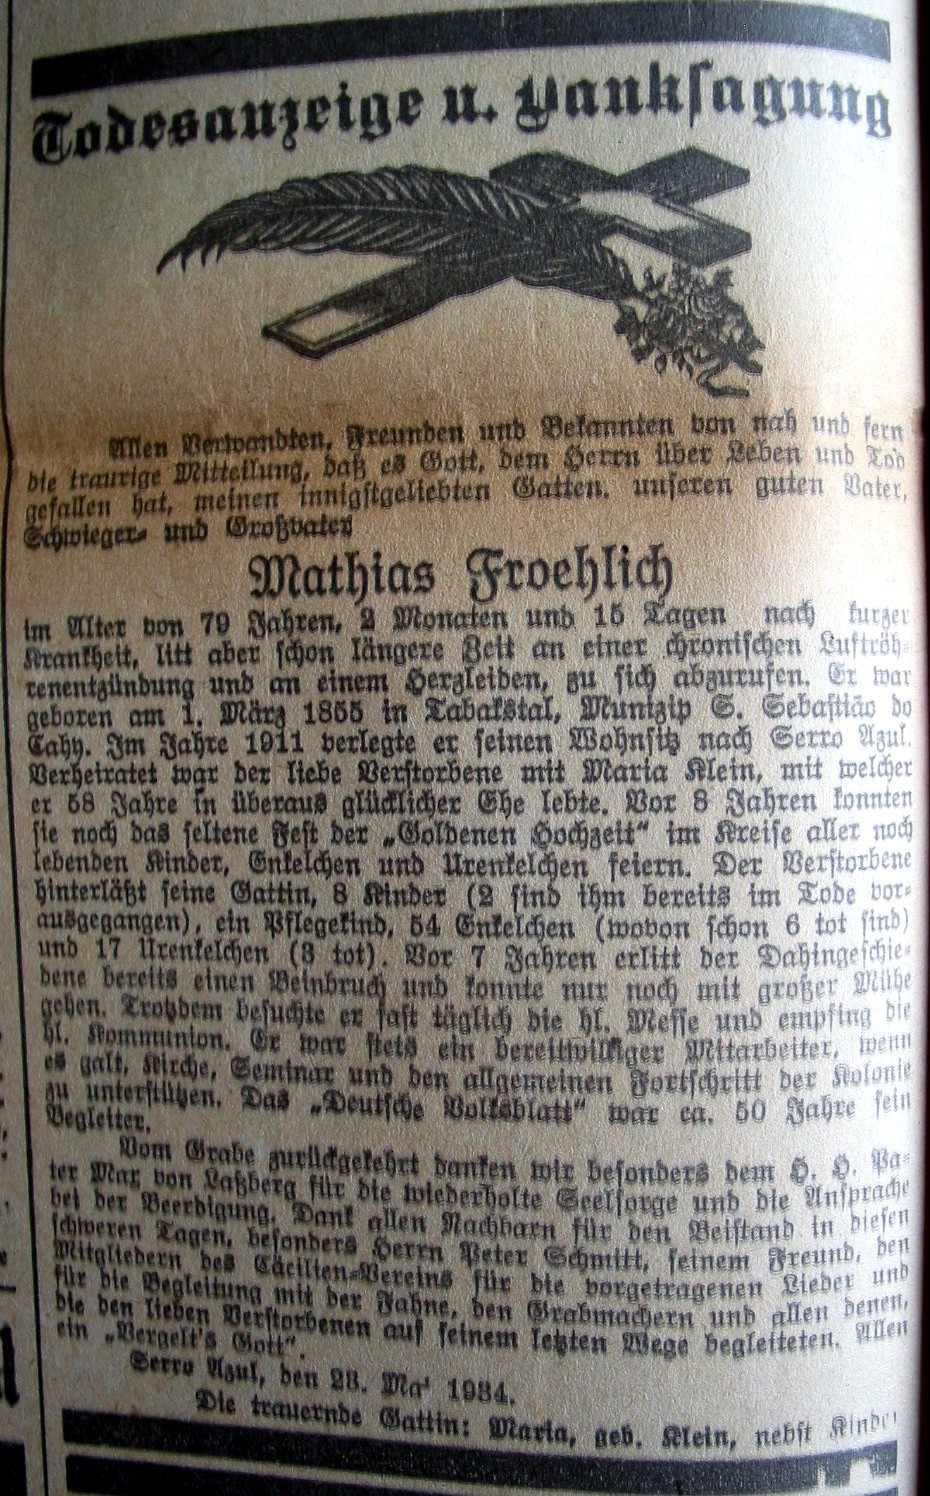 Todesanzeige u. Danksagung
Allen Verwandten, Freunden und Bekannten von nah und fern
die traurige Mitteilung, daß es Gott, dem Herrn über Leben und Tod
gefallen hat, meinen innigstgeliebten Gatten, unseren guten Vater,
Schwieger- und Großvater
Mathias Froehlich
im Alter von 79 Jahren, 2 Monaten und 15 Tagen nach kurzer
Krankheit, litt aber schon längere Zeit an einer chronischen Luftröh-
renentzündung und an einem Herzleiden, zu sich abzurufen. Er war
geboren am 1. März 1855 in Tabakstal, Munizip S. Sebastião do
Cahy. Im Jahre 1911 verlegte er seinen Wohnsitz nach Serro Azul.
Verheiratet war der liebe Verstorbene mit Maria Klein, mit welcher
er 58 Jahre in überaus glücklicher Ehe lebte. Vor 8 Jahren konnten
sie noch das seltene Fest der „Goldenen Hochzeit“ im Kreise aller noch
lebenden Kinder, Enkelchen und Urenkelchen feiern. Der Verstorbene
hinterläßt seine Gattin, 8 Kinder (2 sind ihm bereits im Tode vor-
ausgegangen), ein Pflegekind, 54 Enkelchen (wovon schon 6 tot sind)
und 17 Urenkelchen (3 tot). Vor 7 Jahren erlitt der Dahingeschie-
dene bereits einen Beinbruch und konnte nur noch mit großer Mühe
gehen. Trotzdem besuchte er fast täglich die hl. Messe und empfing die
hl. Kommunion. Er war stets ein bereitwilliger Mitarbeiter, wenn
es galt, Kirche, Seminar und den allgemeinen Fortschritt der Kolonie
zu unterstützen. Das „Deutsche Volksblatt“ war ca. 50 Jahre sein
Begleiter.
Vom Grabe zurückgekehrt danken wir besonders dem H. H. Pa-
ter Max von Laßberg für die wiederholte Seelsorge und die Ansprache
bei der Beerdigung. Dank allen Nachbarn für den Beistand in diesen
schweren Tagen, besonders Herrn Peter Schmitt, seinem Freund, den
Mitgliedern des Cäcilien-Vereins für die vorgetragenen Lieder und
für die Begleitung mit der Fahne, den Grabmachern und allen denen,
die den lieben Verstorbenen auf seinem letzten Wege begleiteten. Allen
ein „Vergelt's Gott“.
Serro Azul, den 28. Mai 1934.
Die trauernde Gattin: Maria, geb. Klein, nebst Kinder